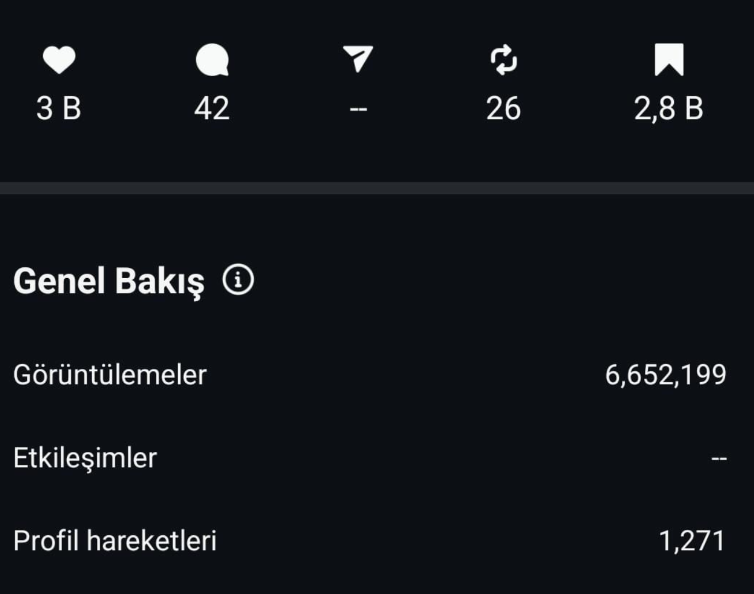 3 B 42 -- 26 2,8 B
Genel Bakış
Görüntülemeler 6,652,199
Etkileşimler --
Profil hareketleri 1,271